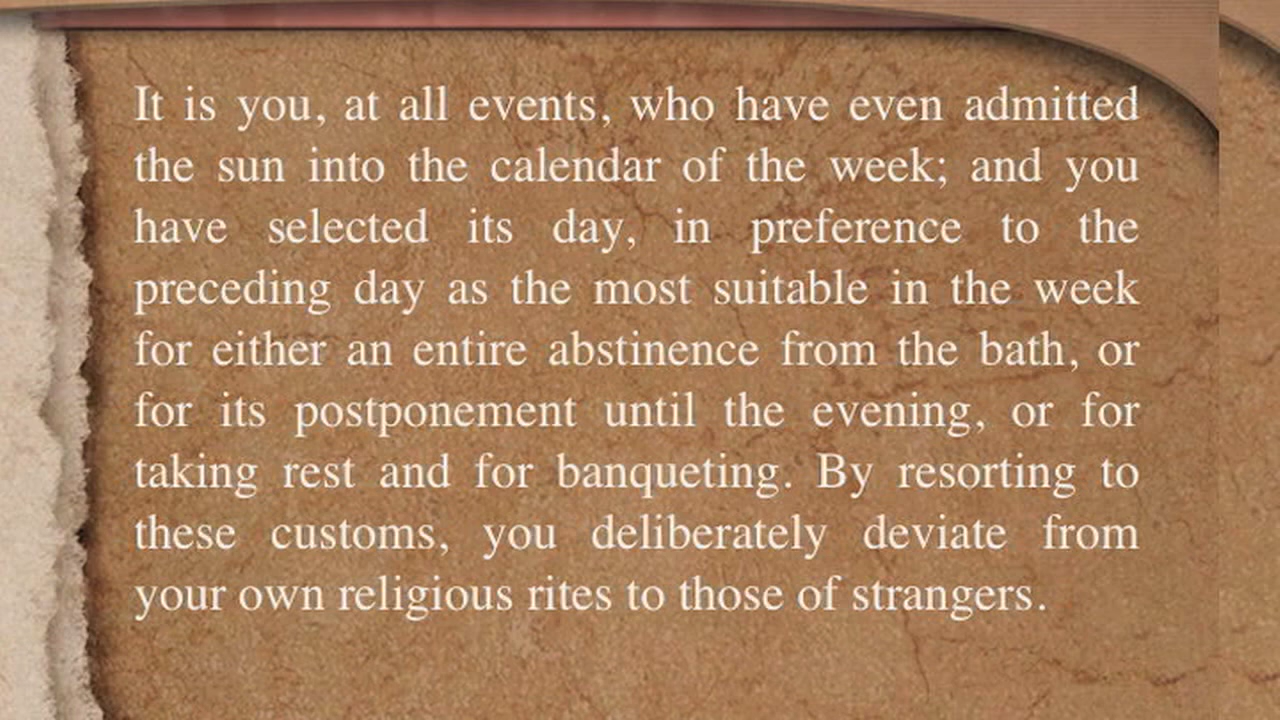 It is you, at all events, who have even admitted
the sun into the calendar of the week; and you
have selected its day, in preference to the
preceding day as the most suitable in the week
for either an entire abstinence from the bath, or
for its postponement until the evening, or for
taking rest and for banqueting. By resorting to
these customs, you deliberately deviate from
your own religious rites to those of strangers.